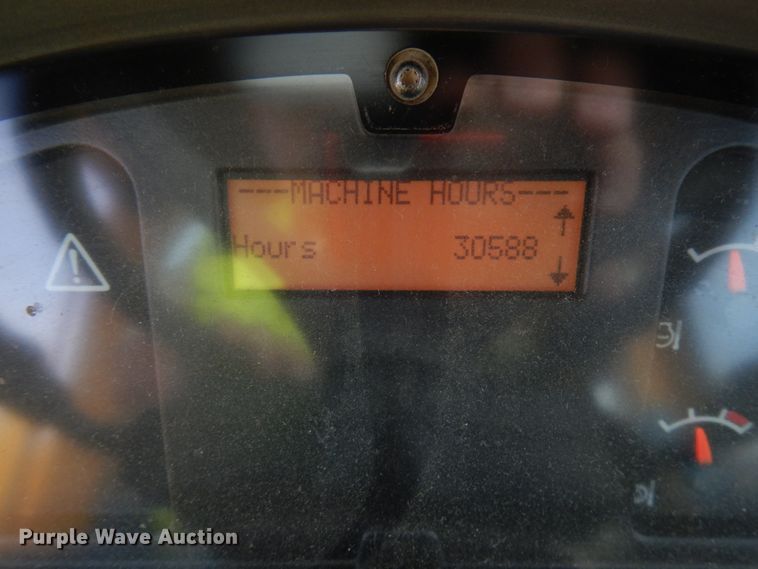 ---MACHINE HOURS---
Hours 30588
Purple Wave Auction®